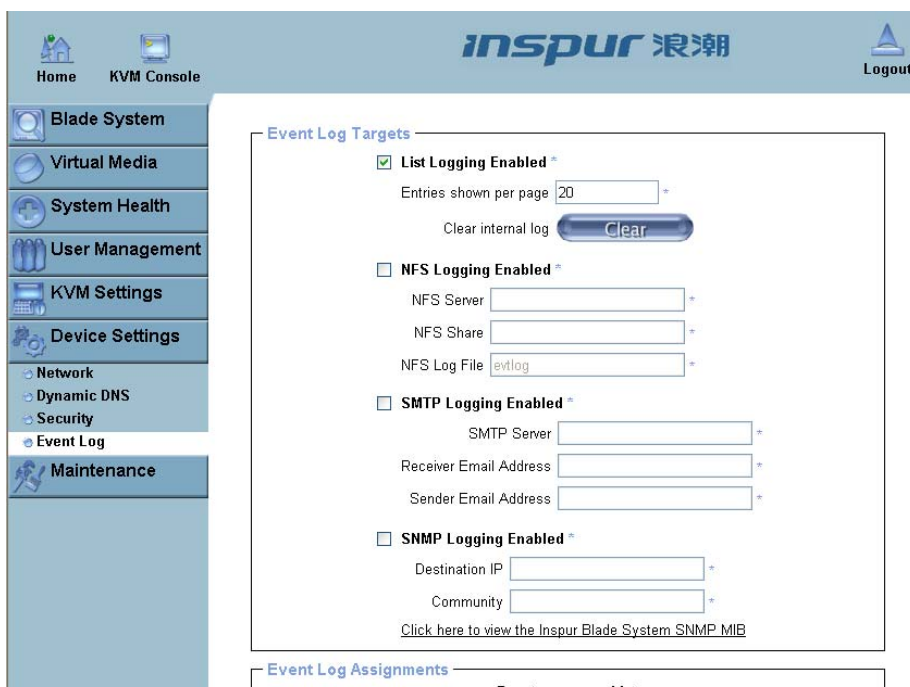 Home
KVM Console
inspur 浪潮
Logout
Blade System
Virtual Media
System Health
User Management
KVM Settings
Device Settings
Network
Dynamic DNS
Security
Event Log
Maintenance
Event Log Targets
List Logging Enabled *
Entries shown per page 20 *
Clear internal log Clear
NFS Logging Enabled *
NFS Server *
NFS Share *
NFS Log File evtlog *
SMTP Logging Enabled *
SMTP Server *
Receiver Email Address *
Sender Email Address *
SNMP Logging Enabled *
Destination IP *
Community *
Click here to view the Inspur Blade System SNMP MIB
Event Log Assignments